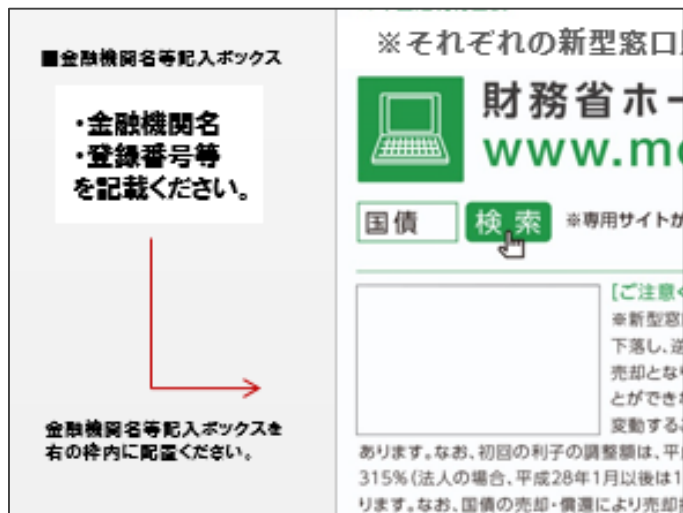 ■金融機関名等記入ボックス
・金融機関名
・登録番号等
を記載ください。
金融機関名等記入ボックスを
右の枠内に配置ください。
※それぞれの新型窓口
財務省ホー
www.mo
国債 検索 ※専用サイトが
[ご注意
※新型窓
下落し、逆
売却となり
とができ
変動する
あります。なお、初回の利子の調整額は、平
315%(法人の場合、平成28年1月以後は1
ります。なお、国債の売却・償還により売却